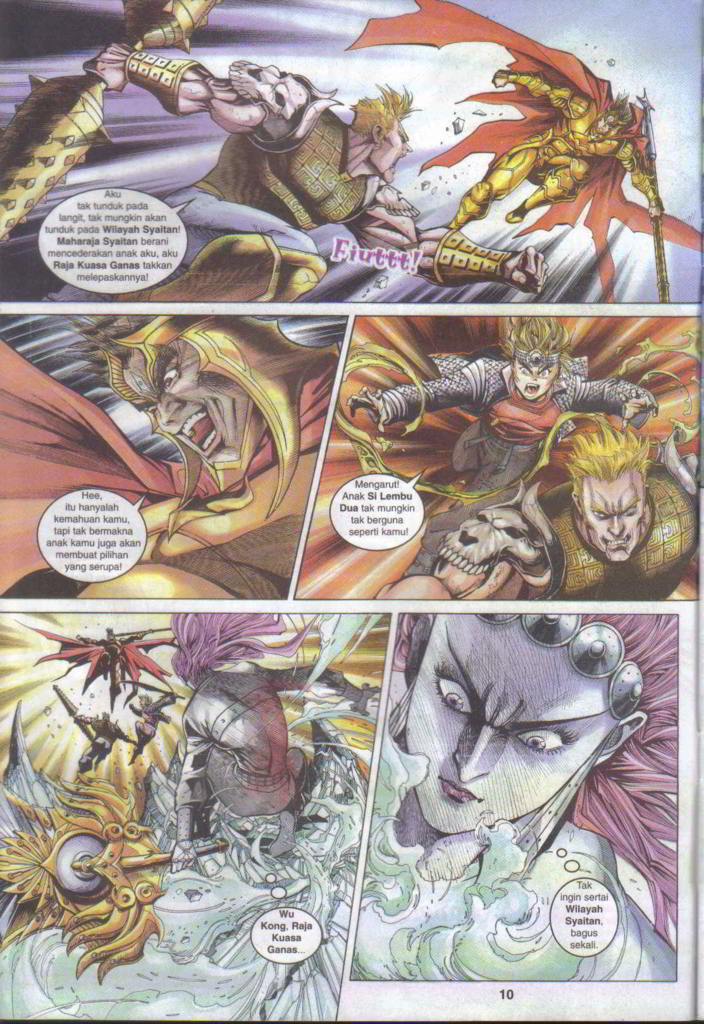 Aku
tak tunduk pada
langit, tak mungkin akan
tunduk pada Wilayah Syaitan!
Maharaja Syaitan berani
mencederakan anak aku, aku
Raja Kuasa Ganas takkan
melepaskannya!
Fiuttt!
Hee,
itu hanyalah
kemahuan kamu,
tapi tak bermakna
anak kamu juga akan
membuat pilihan
yang serupa!
Mengarut!
Anak Si Lembu
Dua tak mungkin
tak berguna
seperti kamu!
Wu
Kong, Raja
Kuasa
Ganas...
Tak
ingin sertai
Wilayah
Syaitan,
bagus
sekali.
10